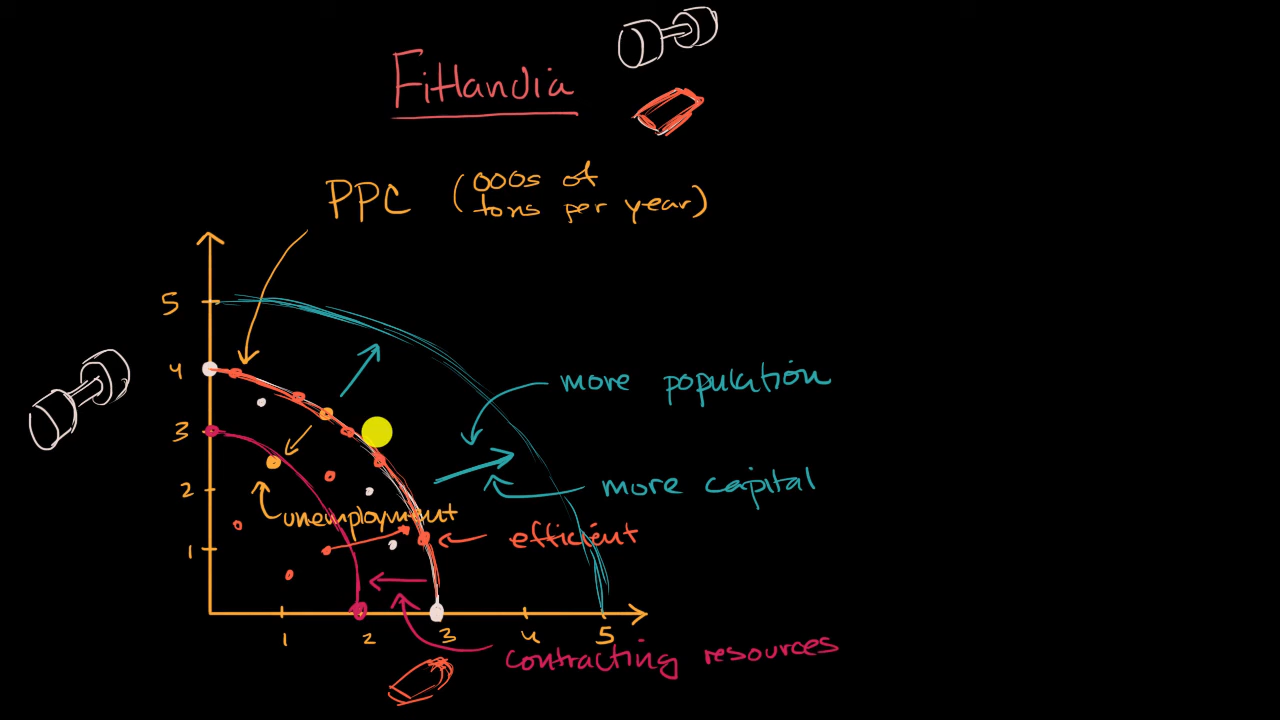 Fitlandia
PPC (000s of
tons per year)
5
4
3
2
1
more population
more capital
unemployment
efficient
1 2 3 4 5
contracting resources